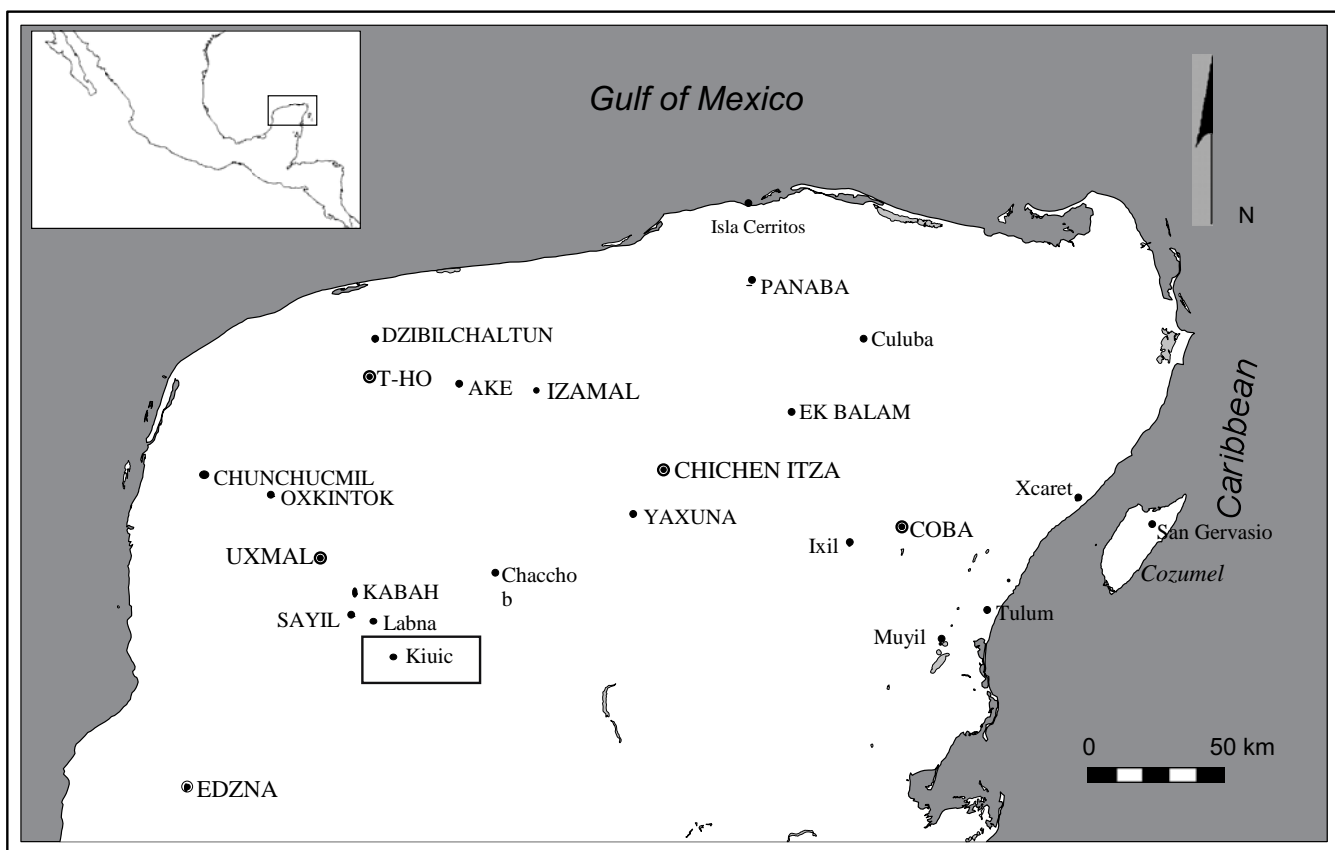 Gulf of Mexico
N
Isla Cerritos
PANABA
DZIBILCHALTUN
Culuba
T-HO
AKE
IZAMAL
EK BALAM
Caribbean
CHUNCHUCMIL
CHICHEN ITZA
OXKINTOK
Xcaret
YAXUNA
COBA
San Gervasio
Ixil
UXMAL
Chaccho
b
Cozumel
KABAH
SAYIL
Labna
Tulum
Muyil
Kiuic
0 50 km
EDZNA